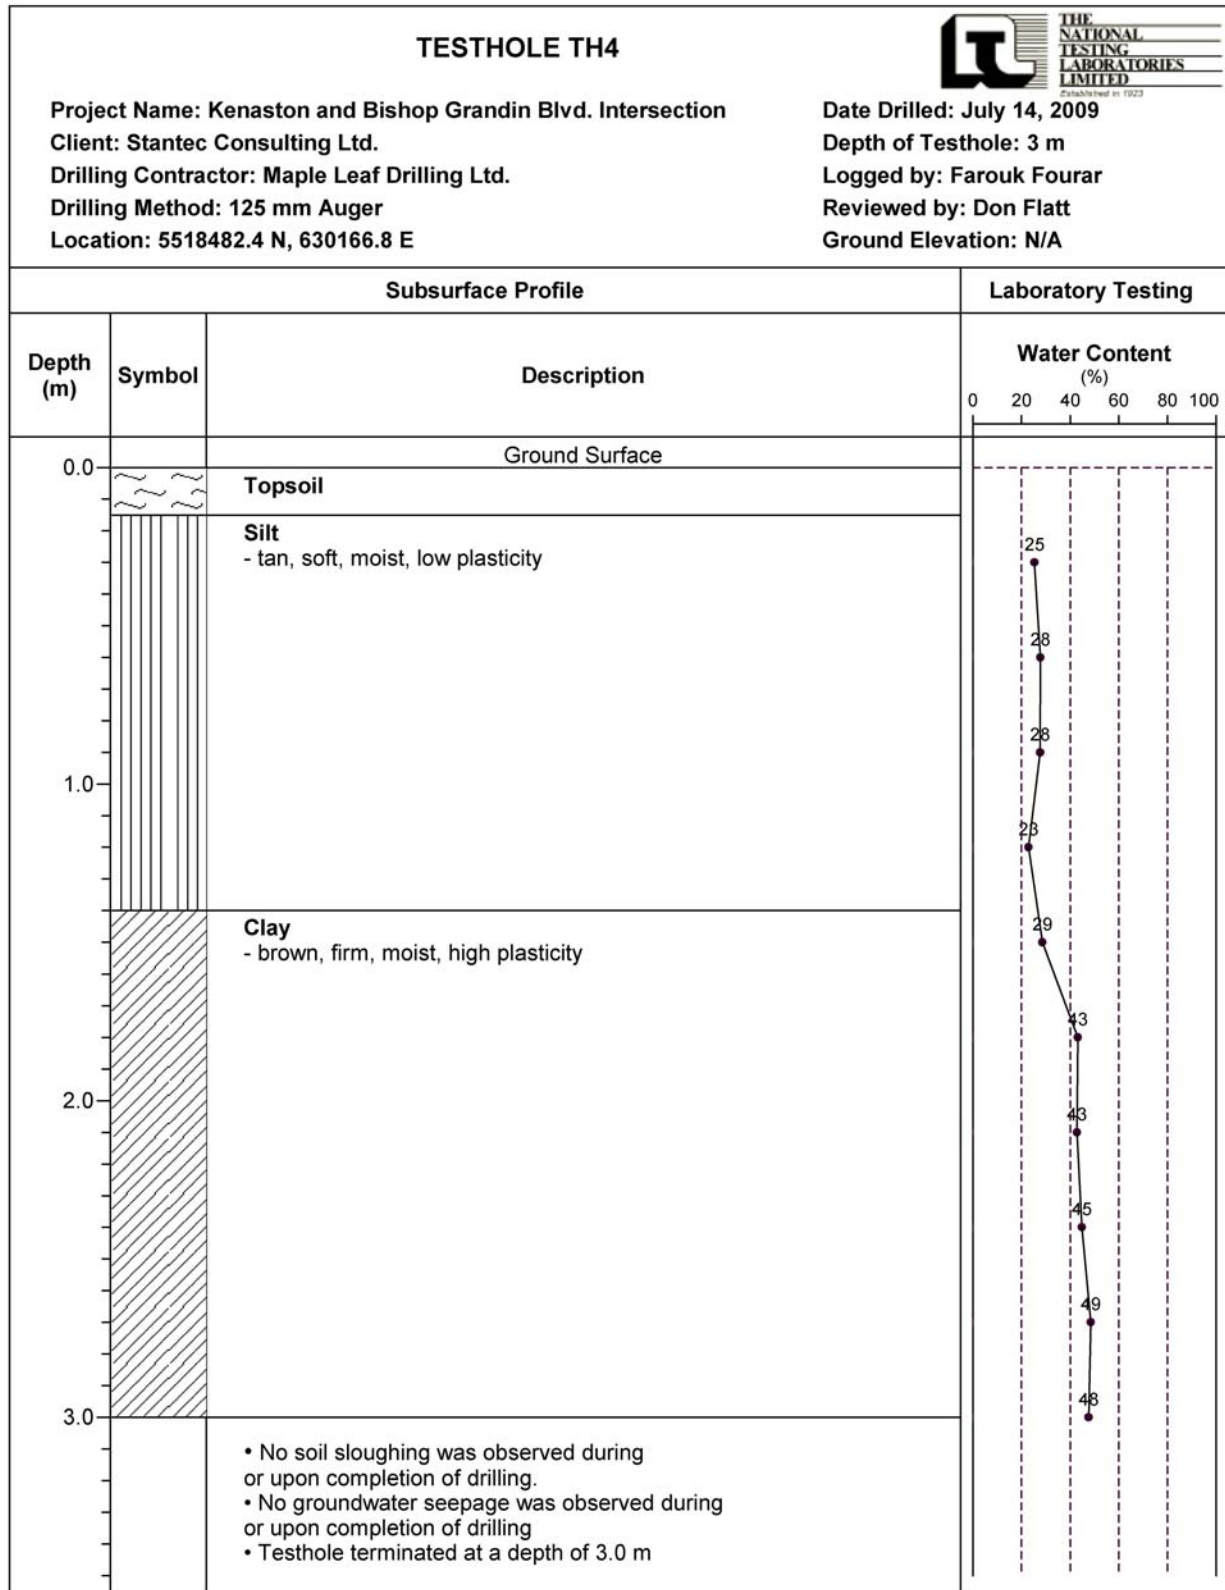 TESTHOLE TH4
THE
NATIONAL
TESTING
LABORATORIES
LIMITED
Established in 1923
Project Name: Kenaston and Bishop Grandin Blvd. Intersection
Client: Stantec Consulting Ltd.
Drilling Contractor: Maple Leaf Drilling Ltd.
Drilling Method: 125 mm Auger
Location: 5518482.4 N, 630166.8 E
Date Drilled: July 14, 2009
Depth of Testhole: 3 m
Logged by: Farouk Fourar
Reviewed by: Don Flatt
Ground Elevation: N/A
Subsurface Profile
Laboratory Testing
Depth
(m)
Symbol
Description
Water Content
(%)
0 20 40 60 80 100
Ground Surface
0.0
Topsoil
Silt
- tan, soft, moist, low plasticity
25
28
28
1.0
23
Clay
- brown, firm, moist, high plasticity
29
43
2.0
43
45
49
48
3.0
• No soil sloughing was observed during
or upon completion of drilling.
• No groundwater seepage was observed during
or upon completion of drilling
• Testhole terminated at a depth of 3.0 m